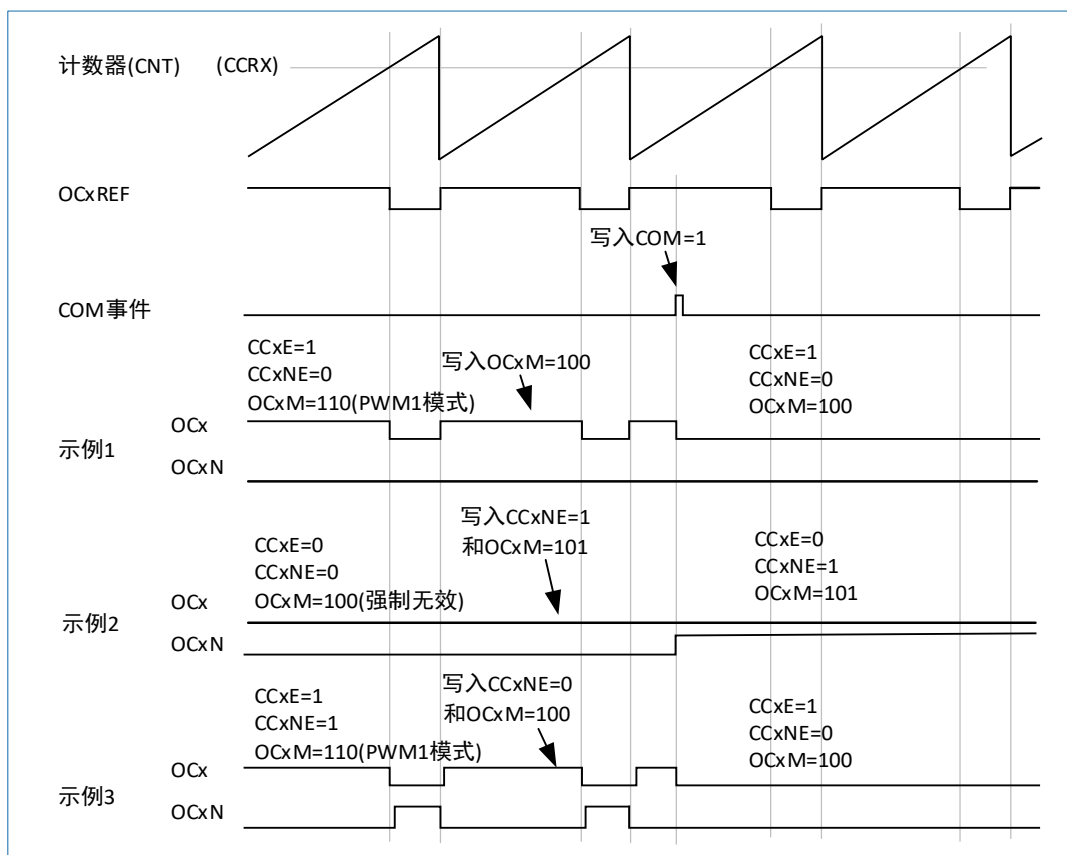 计数器(CNT) (CCRX)
OCxREF
写入COM=1
COM事件
CCxE=1
CCxNE=0
OCxM=110(PWM1模式)
写入OCxM=100
CCxE=1
CCxNE=0
OCxM=100
示例1
OCx
OCxN
写入CCxNE=1
和OCxM=101
CCxE=0
CCxNE=0
OCxM=100(强制无效)
CCxE=0
CCxNE=1
OCxM=101
示例2
OCx
OCxN
写入CCxNE=0
和OCxM=100
CCxE=1
CCxNE=1
OCxM=110(PWM1模式)
CCxE=1
CCxNE=0
OCxM=100
示例3
OCx
OCxN